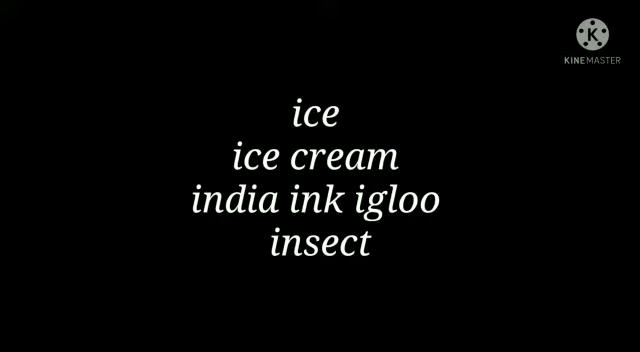 K
KINEMASTER
ice
ice cream
india ink igloo
insect